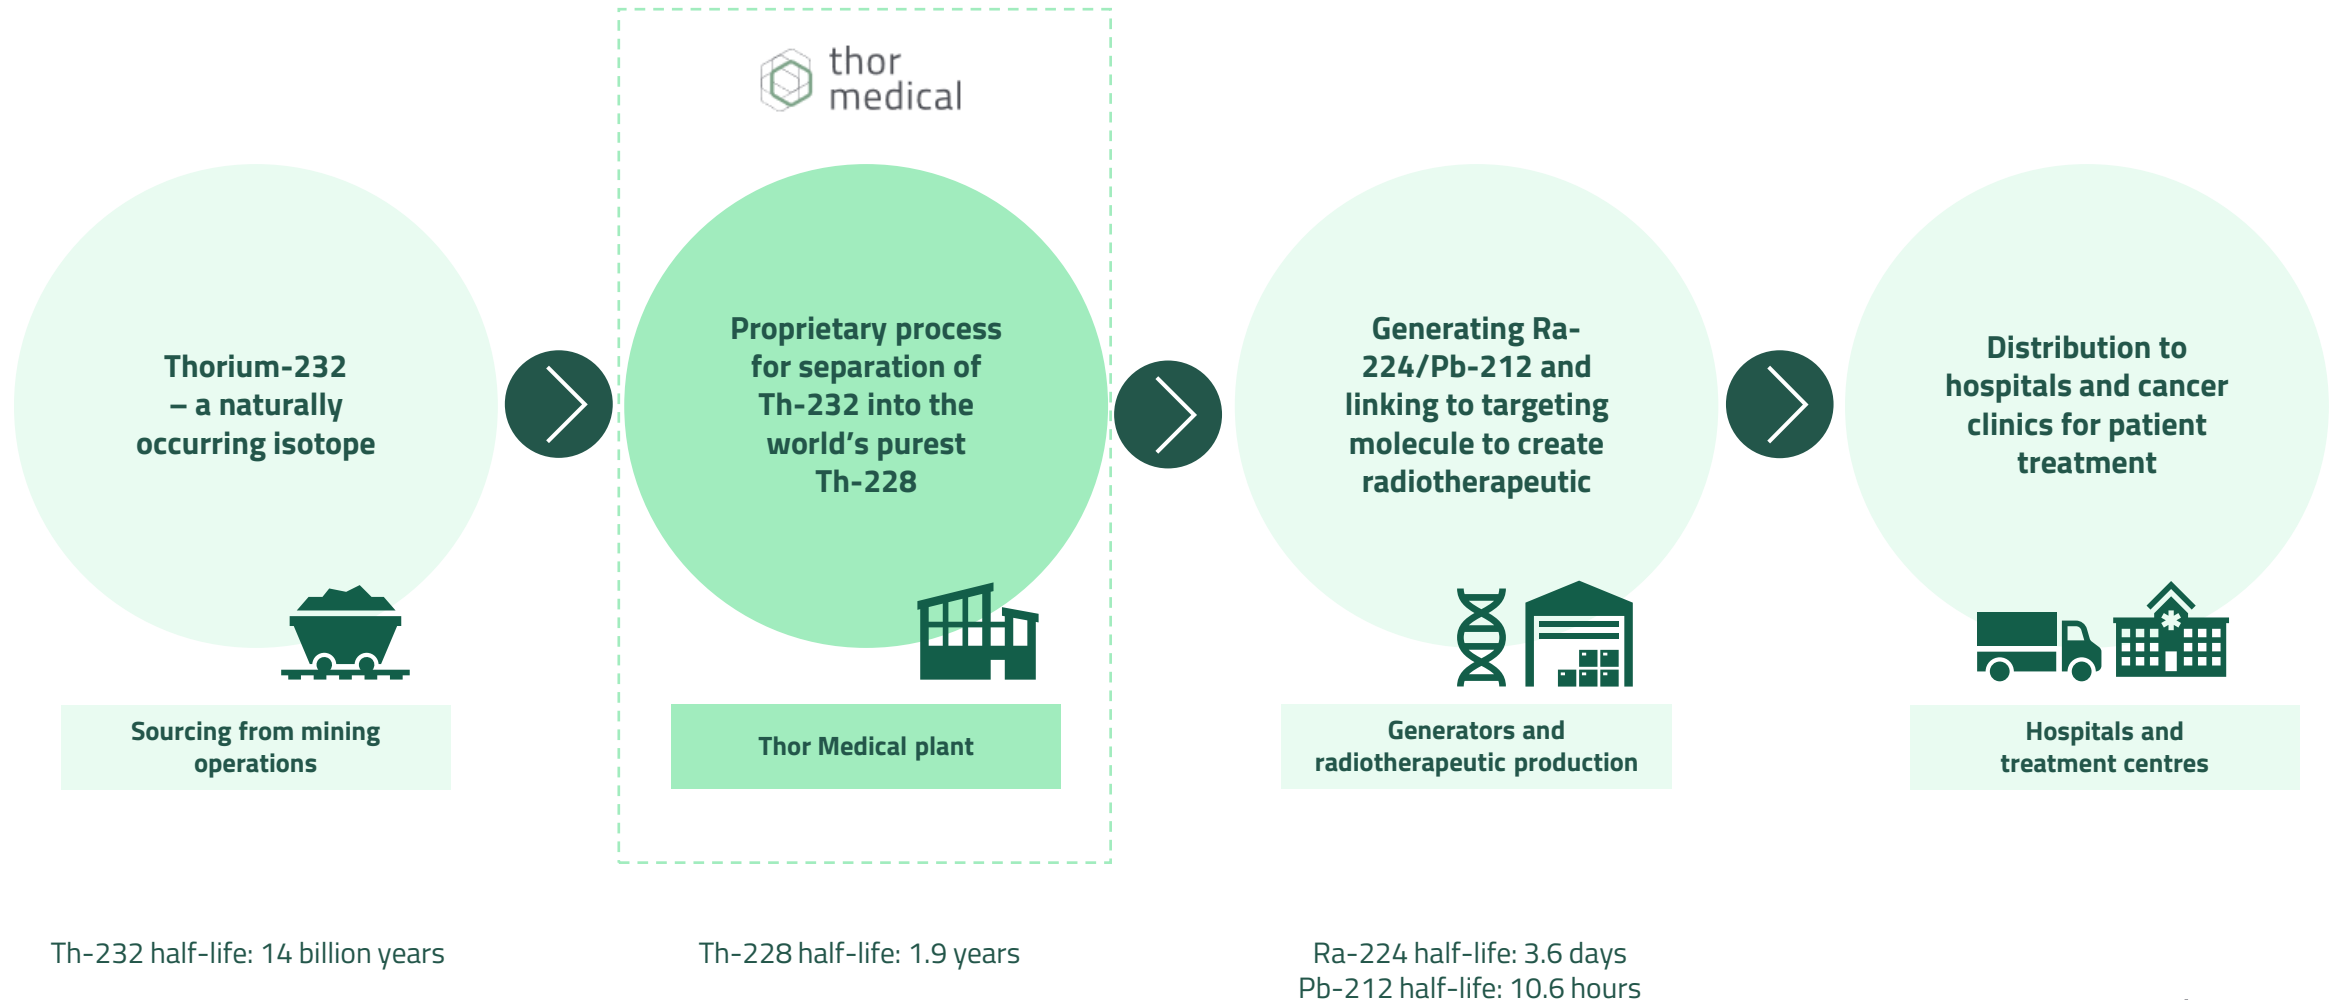 thor
medical
Thorium-232
– a naturally
occurring isotope
Proprietary process
for separation of
Th-232 into the
world’s purest
Th-228
Generating Ra-
224/Pb-212 and
linking to targeting
molecule to create
radiotherapeutic
Distribution to
hospitals and cancer
clinics for patient
treatment
Sourcing from mining
operations
Thor Medical plant
Generators and
radiotherapeutic production
Hospitals and
treatment centres
Th-232 half-life: 14 billion years
Th-228 half-life: 1.9 years
Ra-224 half-life: 3.6 days
Pb-212 half-life: 10.6 hours